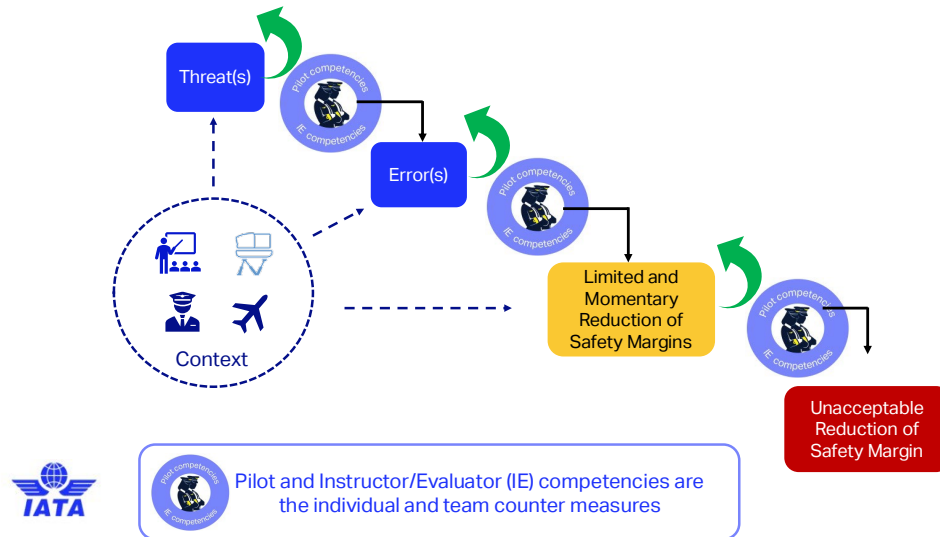 Threat(s)
Pilot competencies
IE competencies
Error(s)
Pilot competencies
IE competencies
Limited and
Momentary
Reduction of
Safety Margins
Pilot competencies
IE competencies
Context
Unacceptable
Reduction of
Safety Margin
IATA
Pilot competencies
IE competencies
Pilot and Instructor/Evaluator (IE) competencies are
the individual and team counter measures